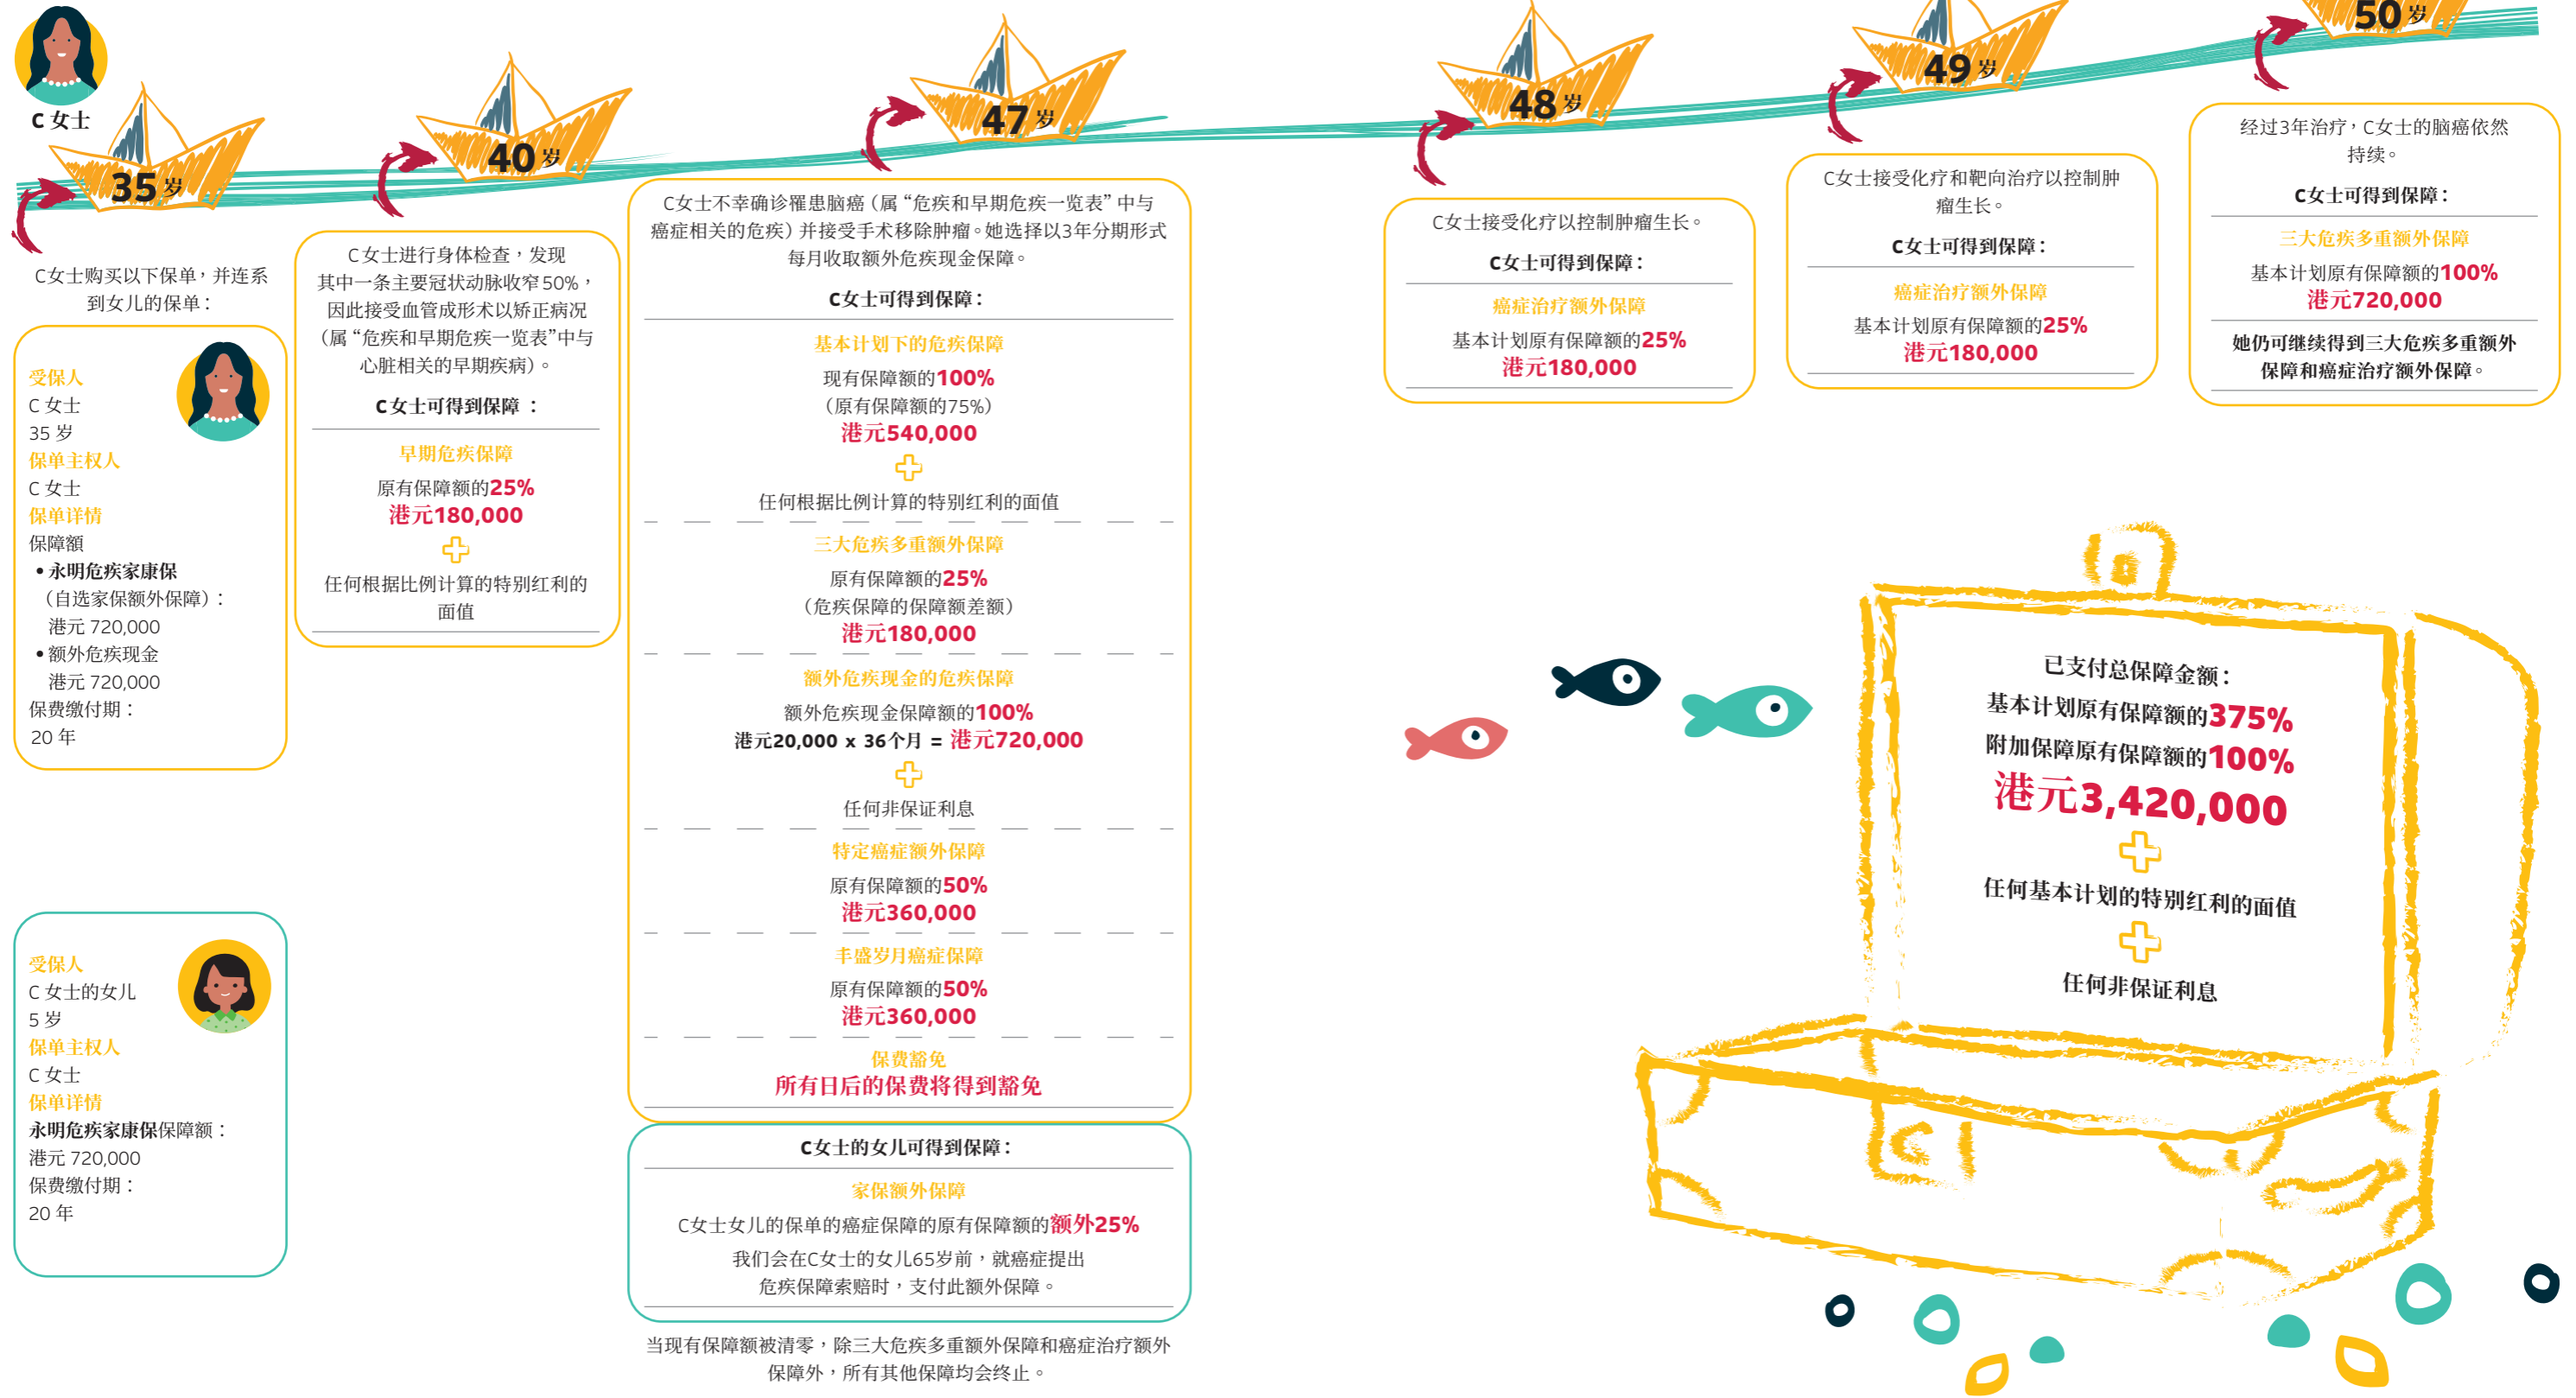 C 女士
35 岁
C女士购买以下保单，并连系
到女儿的保单：
受保人
C 女士
35 岁
保单主权人
C 女士
保单详情
保障額
• 永明危疾家康保
（自选家保额外保障）：
港元 720,000
• 额外危疾现金
港元 720,000
保费缴付期：
20 年
受保人
C 女士的女儿
5 岁
保单主权人
C 女士
保单详情
永明危疾家康保保障额：
港元 720,000
保费缴付期：
20 年
40 岁
C 女士进行身体检查，发现
其中一条主要冠状动脉收窄 50%，
因此接受血管成形术以矫正病况
（属 “危疾和早期危疾一览表”中与
心脏相关的早期疾病）。
C 女士可得到保障 ：
早期危疾保障
原有保障额的25%
港元180,000
任何根据比例计算的特别红利的
面值
47 岁
C女士不幸确诊罹患脑癌（属 “危疾和早期危疾一览表” 中与
癌症相关的危疾）并接受手术移除肿瘤。她选择以3年分期形式
每月收取额外危疾现金保障。
C女士可得到保障：
基本计划下的危疾保障
现有保障额的100%
（原有保障额的75%）
港元540,000
任何根据比例计算的特别红利的面值
三大危疾多重额外保障
原有保障额的25%
（危疾保障的保障额差额）
港元180,000
额外危疾现金的危疾保障
额外危疾现金保障额的100%
港元20,000 x 36个月 = 港元720,000
任何非保证利息
特定癌症额外保障
原有保障额的50%
港元360,000
丰盛岁月癌症保障
原有保障额的50%
港元360,000
保费豁免
所有日后的保费将得到豁免
C女士的女儿可得到保障：
家保额外保障
C女士女儿的保单的癌症保障的原有保障额的额外25%
我们会在C女士的女儿65岁前，就癌症提出
危疾保障索赔时，支付此额外保障。
当现有保障额被清零，除三大危疾多重额外保障和癌症治疗额外
保障外，所有其他保障均会终止。
48 岁
C女士接受化疗以控制肿瘤生长。
C女士可得到保障：
癌症治疗额外保障
基本计划原有保障额的25%
港元180,000
49 岁
C女士接受化疗和靶向治疗以控制肿
瘤生长。
C女士可得到保障：
癌症治疗额外保障
基本计划原有保障额的25%
港元180,000
50 岁
经过3年治疗，C女士的脑癌依然
持续。
C女士可得到保障：
三大危疾多重额外保障
基本计划原有保障额的100%
港元720,000
她仍可继续得到三大危疾多重额外
保障和癌症治疗额外保障。
已支付总保障金额：
基本计划原有保障额的375%
附加保障原有保障额的100%
港元3,420,000
任何基本计划的特别红利的面值
任何非保证利息